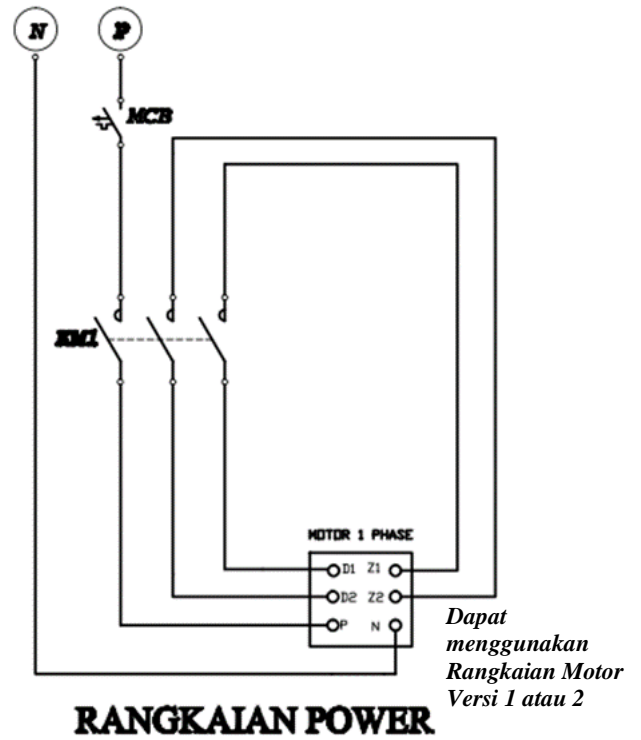 N P
MCB
KM1
MOTOR 1 PHASE
D1 Z1
D2 Z2
P N
Dapat
menggunakan
Rangkaian Motor
Versi 1 atau 2
RANGKAIAN POWER